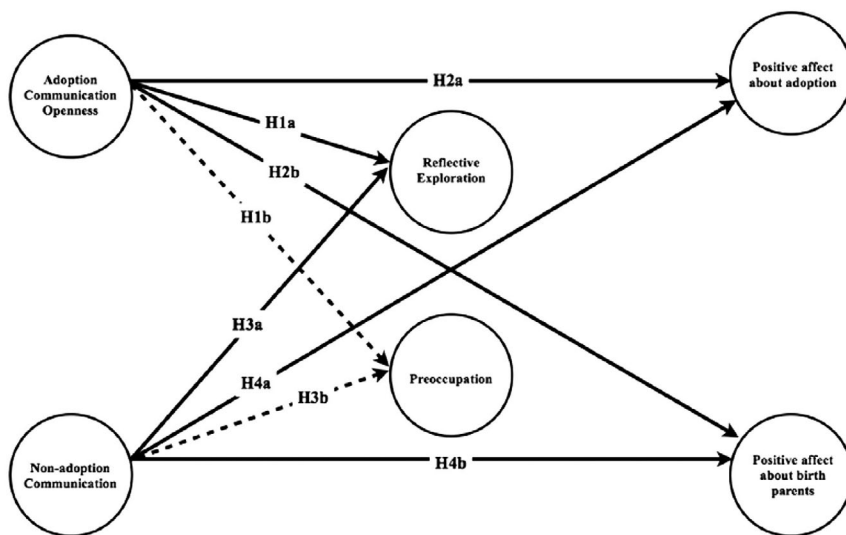 Adoption
Communication
Openness
H2a
Positive affect
about adoption
H1a
Reflective
Exploration
H2b
H1b
H3a
H4a
Preoccupation
H3b
Non-adoption
Communication
H4b
Positive affect
about birth
parents